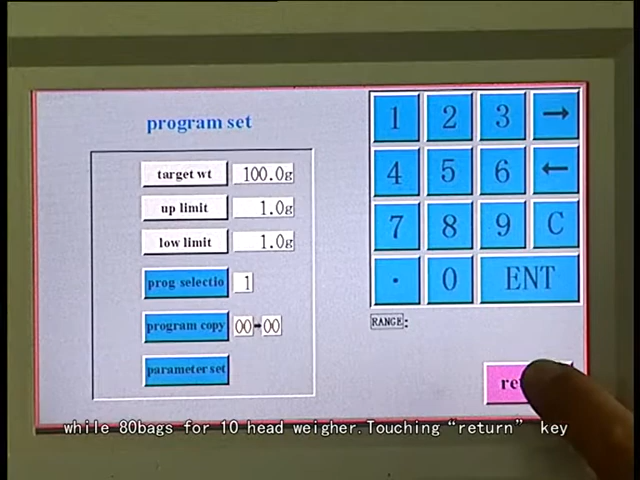 program set
target wt 100.0g
up limit 1.0g
low limit 1.0g
prog selectio 1
program copy 00 00
parameter set
1 2 3 →
4 5 6 ←
7 8 9 C
. 0 ENT
RANGE:
while 80bags for 10 head weigher.Touching “return” key